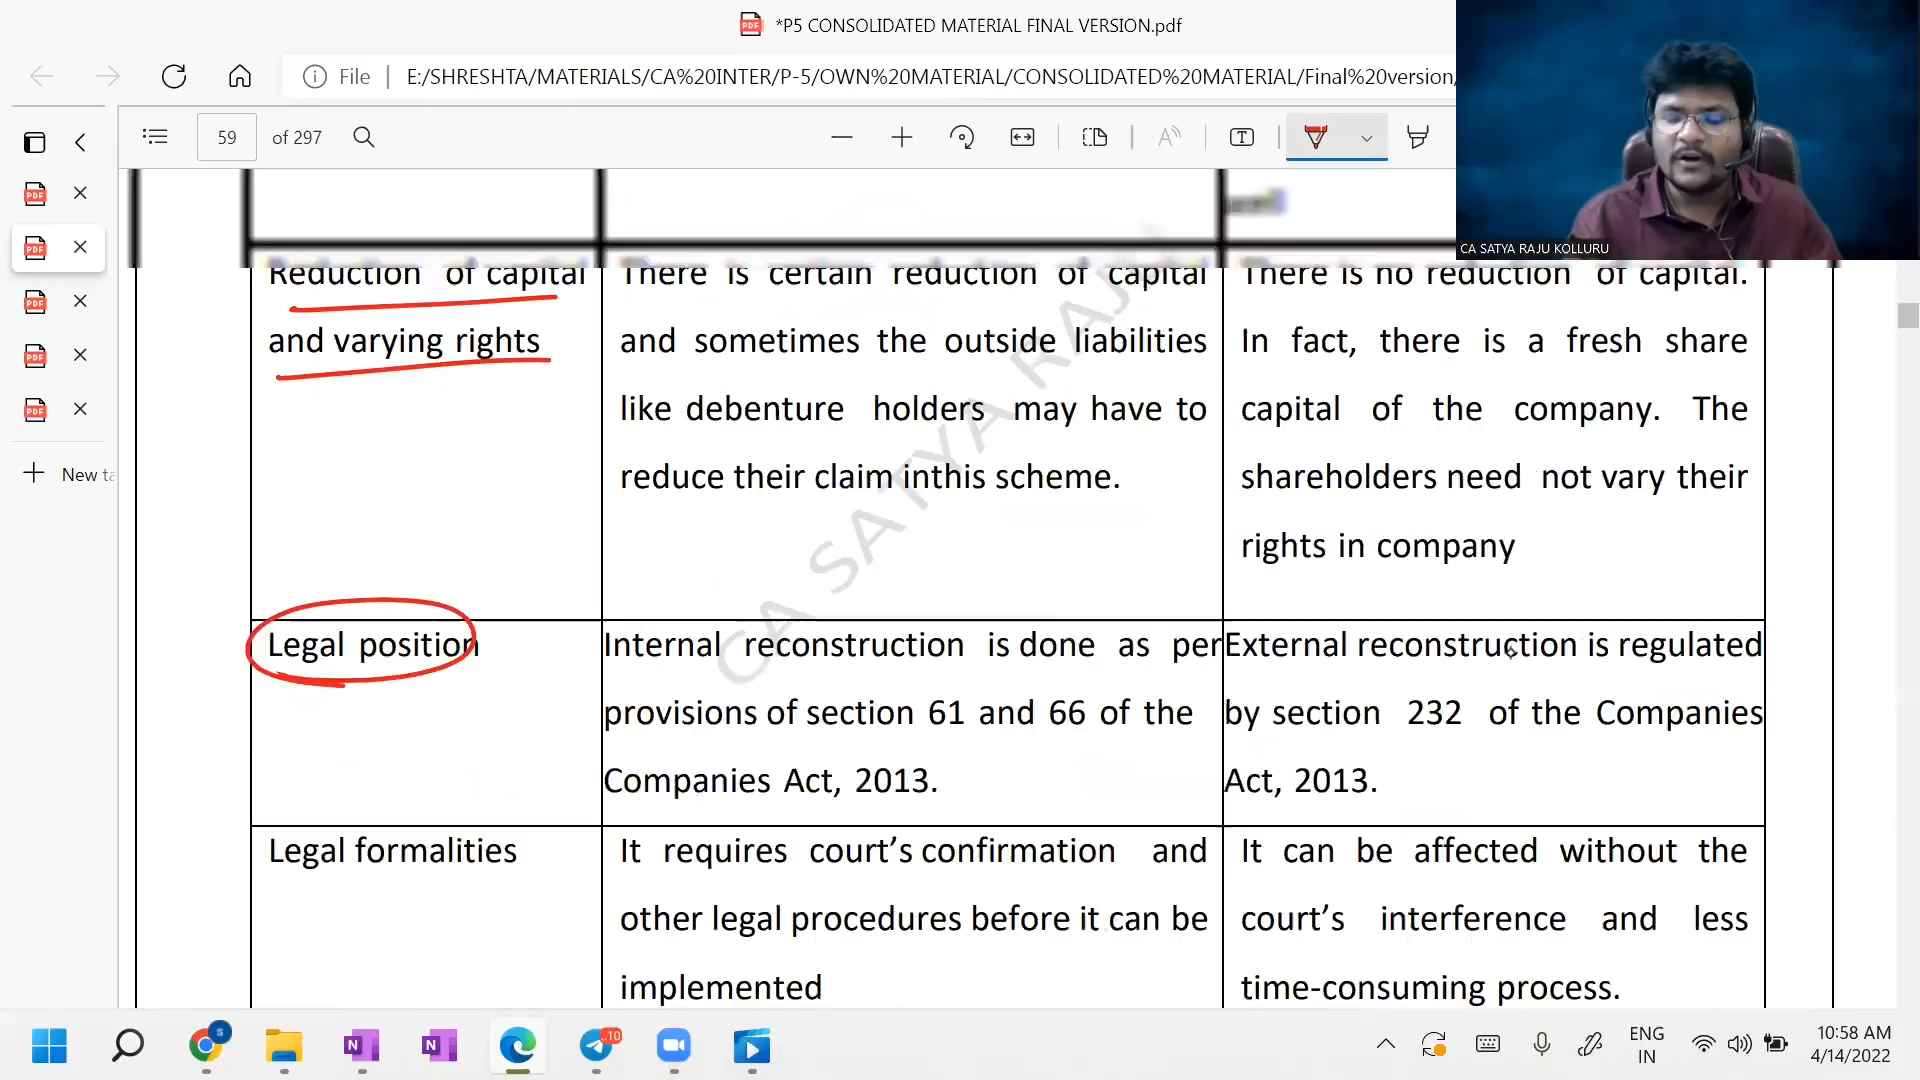 *P5 CONSOLIDATED MATERIAL FINAL VERSION.pdf
File
E:/SHRESHTA/MATERIALS/CA%20INTER/P-5/OWN%20MATERIAL/CONSOLIDATED%20MATERIAL/Final%20version/
59 of 297
CA SATYA RAJU KOLLURU
New ta
Reduction of capital
and varying rights
There is certain reduction of capital
and sometimes the outside liabilities
like debenture holders may have to
reduce their claim inthis scheme.
There is no reduction of capital.
In fact, there is a fresh share
capital of the company. The
shareholders need not vary their
rights in company
Legal position
Internal reconstruction is done as per
provisions of section 61 and 66 of the
Companies Act, 2013.
External reconstruction is regulated
by section 232 of the Companies
Act, 2013.
Legal formalities
It requires court's confirmation and
other legal procedures before it can be
implemented
It can be affected without the
court's interference and less
time-consuming process.
CA SATYA RAJU
ENG
IN
10:58 AM
4/14/2022